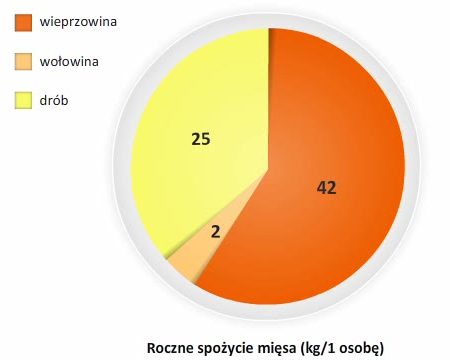 wieprzowina
wołowina
drób
25
42
2
Roczne spożycie mięsa (kg/1 osobę)